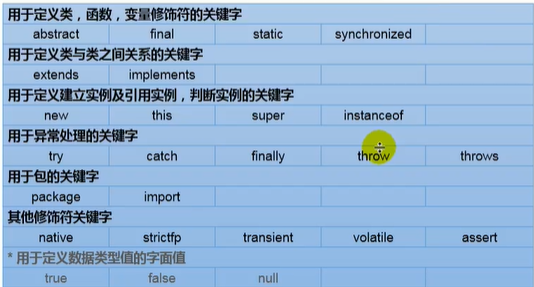 用于定义类，函数，变量修饰符的关键字
abstract final static synchronized
用于定义类与类之间关系的关键字
extends implements
用于定义建立实例及引用实例，判断实例的关键字
new this super instanceof
用于异常处理的关键字
try catch finally throw throws
用于包的关键字
package import
其他修饰符关键字
native strictfp transient volatile assert
* 用于定义数据类型值的字面值
true false null